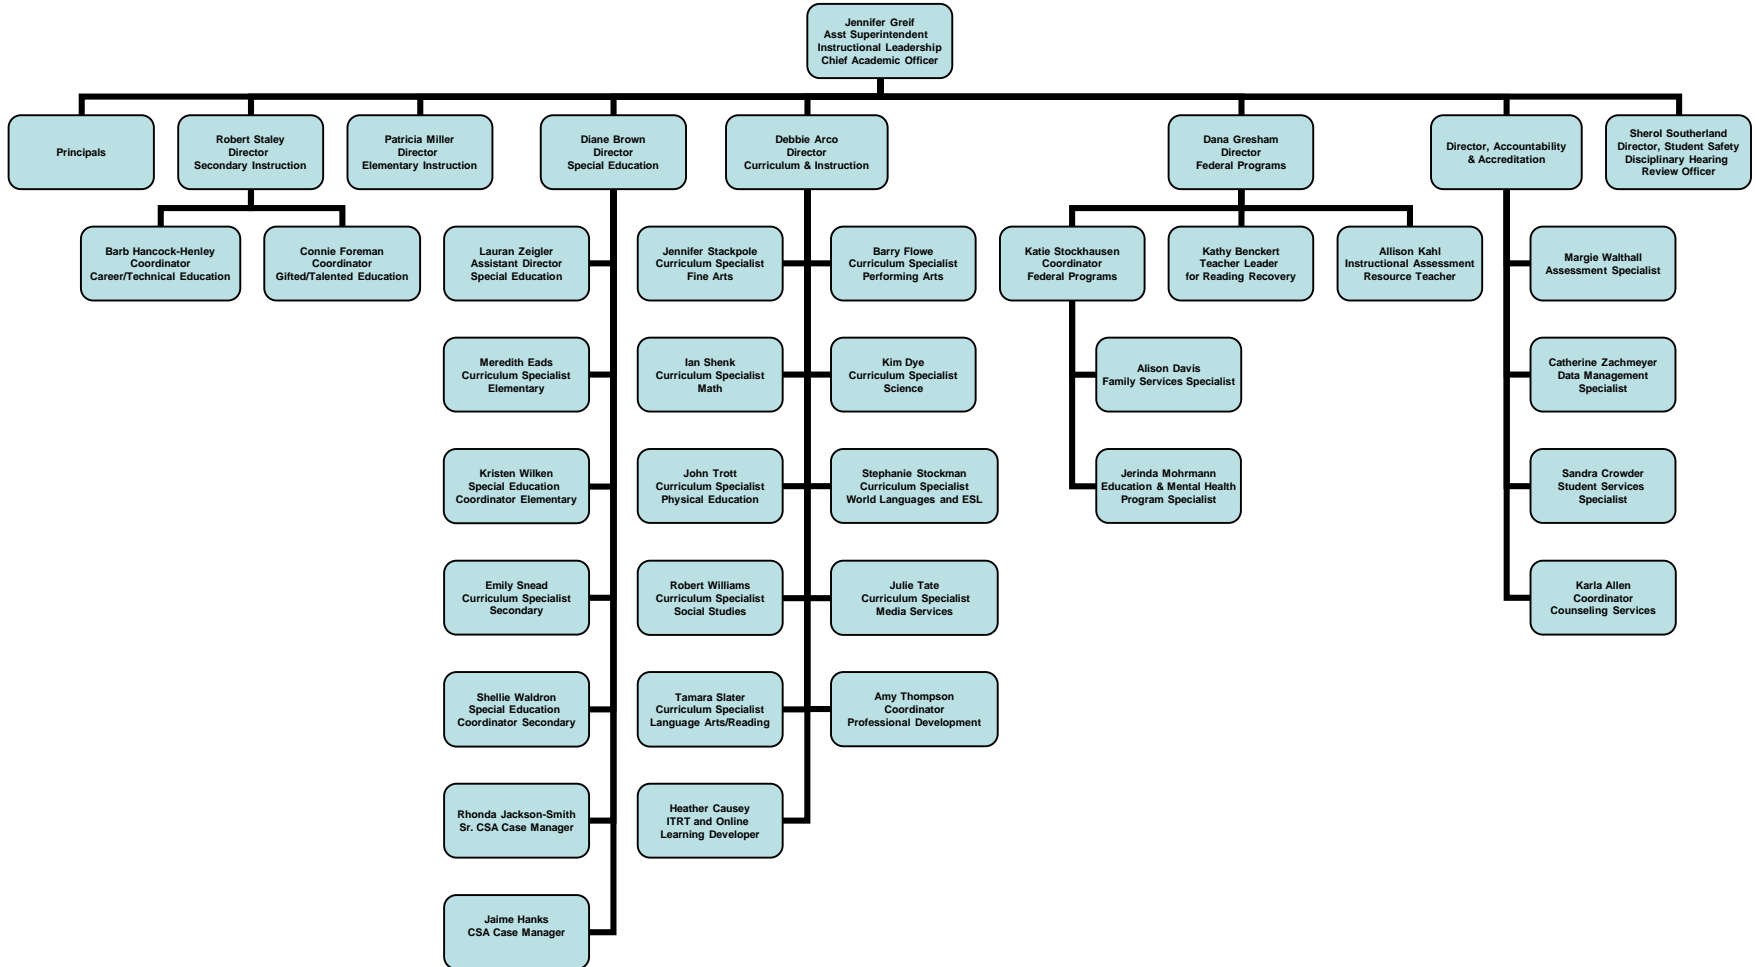 Jennifer Greif
Asst Superintendent
Instructional Leadership
Chief Academic Officer
Principals
Robert Staley
Director
Secondary Instruction
Patricia Miller
Director
Elementary Instruction
Diane Brown
Director
Special Education
Debbie Arco
Director
Curriculum & Instruction
Dana Gresham
Director
Federal Programs
Director, Accountability
& Accreditation
Sherol Southerland
Director, Student Safety
Disciplinary Hearing
Review Officer
Barb Hancock-Henley
Coordinator
Career/Technical Education
Connie Foreman
Coordinator
Gifted/Talented Education
Lauran Zeigler
Assistant Director
Special Education
Jennifer Stackpole
Curriculum Specialist
Fine Arts
Barry Flowe
Curriculum Specialist
Performing Arts
Katie Stockhausen
Coordinator
Federal Programs
Kathy Benckert
Teacher Leader
for Reading Recovery
Allison Kahl
Instructional Assessment
Resource Teacher
Margie Walthall
Assessment Specialist
Meredith Eads
Curriculum Specialist
Elementary
Ian Shenk
Curriculum Specialist
Math
Kim Dye
Curriculum Specialist
Science
Alison Davis
Family Services Specialist
Catherine Zachmeyer
Data Management
Specialist
Kristen Wilken
Special Education
Coordinator Elementary
John Trott
Curriculum Specialist
Physical Education
Stephanie Stockman
Curriculum Specialist
World Languages and ESL
Jerinda Mohrmann
Education & Mental Health
Program Specialist
Sandra Crowder
Student Services
Specialist
Emily Snead
Curriculum Specialist
Secondary
Robert Williams
Curriculum Specialist
Social Studies
Julie Tate
Curriculum Specialist
Media Services
Karla Allen
Coordinator
Counseling Services
Shellie Waldron
Special Education
Coordinator Secondary
Tamara Slater
Curriculum Specialist
Language Arts/Reading
Amy Thompson
Coordinator
Professional Development
Rhonda Jackson-Smith
Sr. CSA Case Manager
Heather Causey
ITRT and Online
Learning Developer
Jaime Hanks
CSA Case Manager